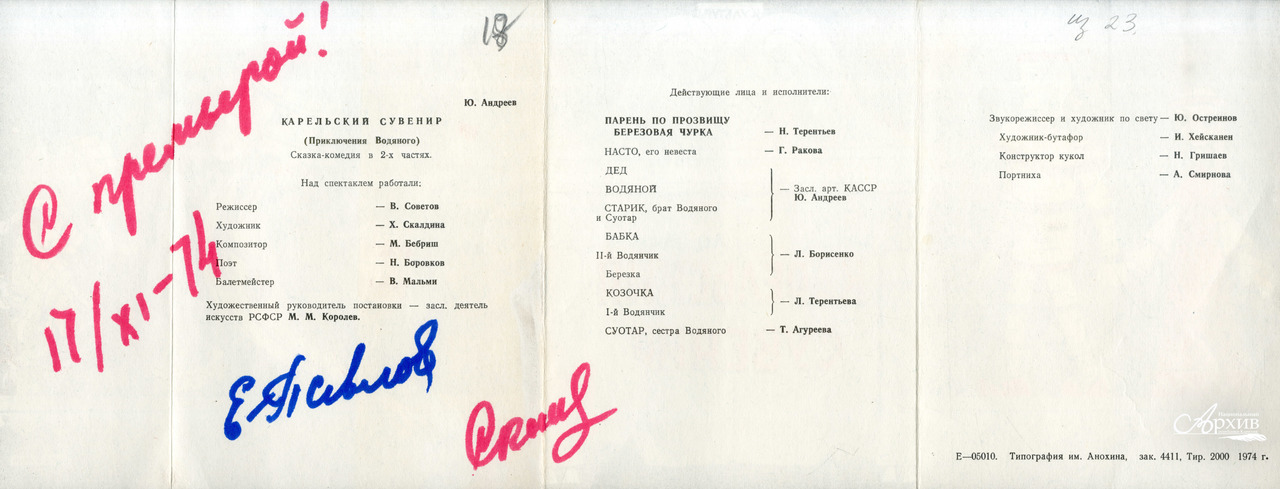 С премьерой!
17/XI-74
18
Ю. Андреев
КАРЕЛЬСКИЙ СУВЕНИР
(Приключения Водяного)
Сказка-комедия в 2-х частях.
Над спектаклем работали:
Режиссер — В. Советов
Художник — Х. Скалдина
Композитор — М. Бебриш
Поэт — Н. Боровков
Балетмейстер — В. Мальми
Художественный руководитель постановки — засл. деятель
искусств РСФСР М. М. Королев.
Действующие лица и исполнители:
ПАРЕНЬ ПО ПРОЗВИЩУ
БЕРЕЗОВАЯ ЧУРКА — Н. Терентьев
НАСТО, его невеста — Г. Ракова
ДЕД
ВОДЯНОЙ — Засл. арт. КАССР
Ю. Андреев
СТАРИК, брат Водяного
и Суотар
БАБКА
II-й Водянчик — Л. Борисенко
Березка
КОЗОЧКА
— Л. Терентьева
I-й Водянчик
СУОТАР, сестра Водяного — Т. Агуреева
23
Звукорежиссер и художник по свету — Ю. Остреинов
Художник-бутафор — И. Хейсканен
Конструктор кукол — Н. Гришаев
Портниха — А. Смирнова
Архив
Е—05010. Типография им. Анохина, зак. 4411, Тир. 2000 1974 г.